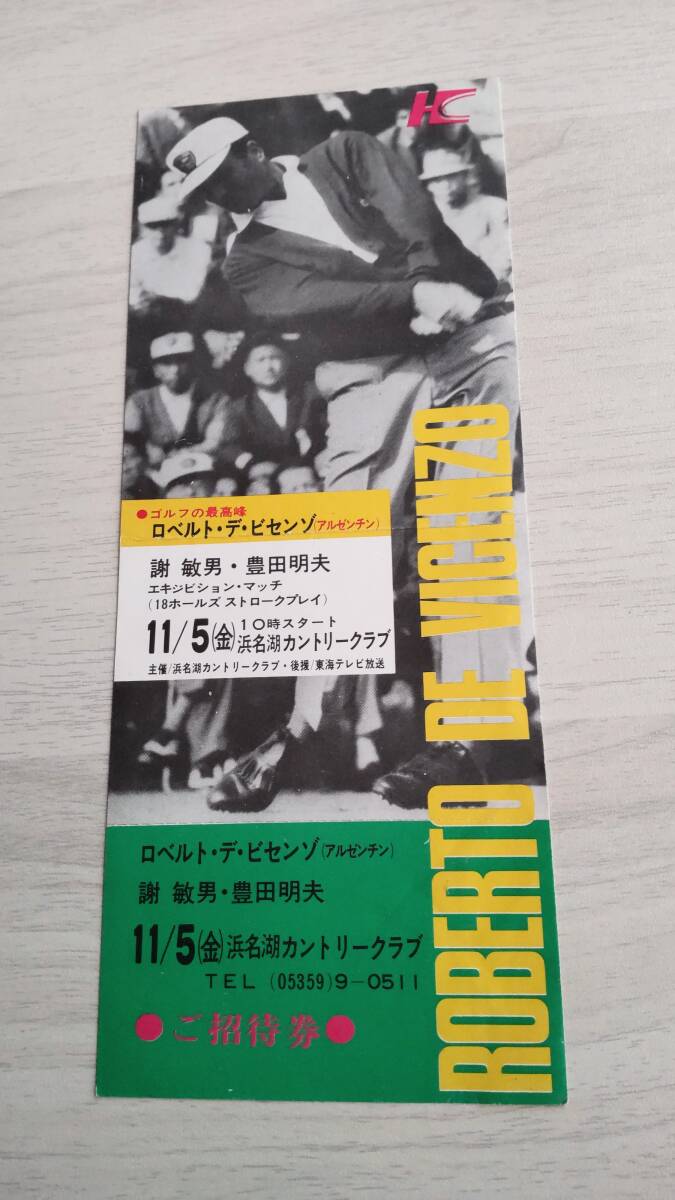 HC
●ゴルフの最高峰
ロベルト・デ・ビセンゾ(アルゼンチン)
謝 敏男・豊田明夫
エキジビション・マッチ
(18ホールズ ストロークプレイ)
11/5(金)10時スタート
浜名湖カントリークラブ
主催/浜名湖カントリークラブ・後援/東海テレビ放送
ROBERTO DE VICENZO
ロベルト・デ・ビセンゾ(アルゼンチン)
謝 敏男・豊田明夫
11/5(金)浜名湖カントリークラブ
TEL (05359)9-0511
●ご招待券●